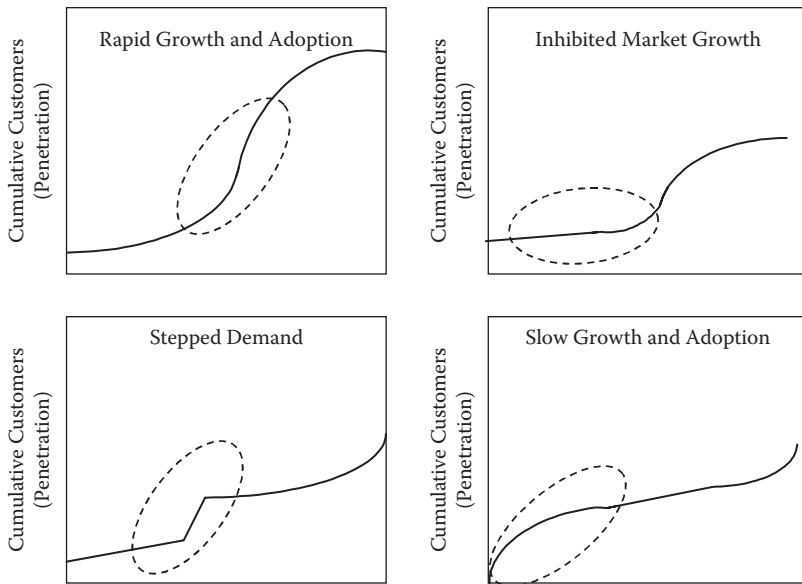 Rapid Growth and Adoption
Cumulative Customers
(Penetration)
Inhibited Market Growth
Cumulative Customers
(Penetration)
Stepped Demand
Cumulative Customers
(Penetration)
Slow Growth and Adoption
Cumulative Customers
(Penetration)